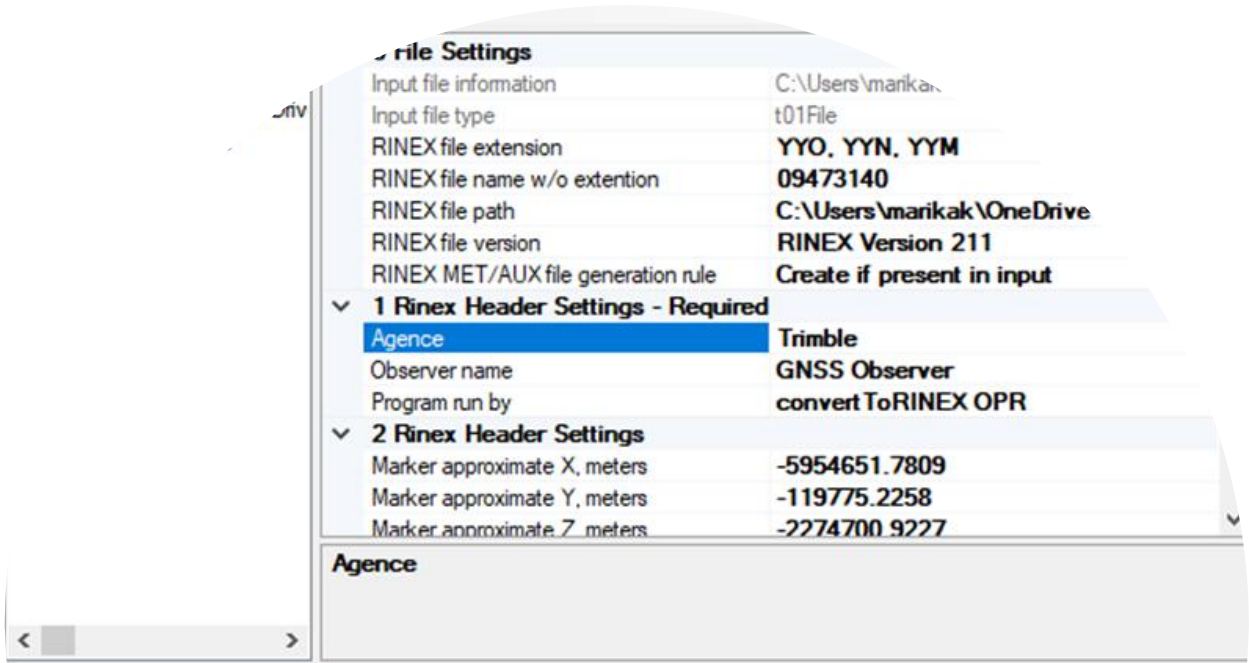 File Settings
Input file information C:\Users\marikak
Input file type t01File
RINEX file extension YYO, YYN, YYM
RINEX file name w/o extention 09473140
RINEX file path C:\Users\marikak\OneDrive
RINEX file version RINEX Version 211
RINEX MET/AUX file generation rule Create if present in input
1 Rinex Header Settings - Required
Agence Trimble
Observer name GNSS Observer
Program run by convertToRINEX OPR
2 Rinex Header Settings
Marker approximate X, meters -5954651.7809
Marker approximate Y, meters -119775.2258
Marker approximate Z, meters -2274700.9227
Agence